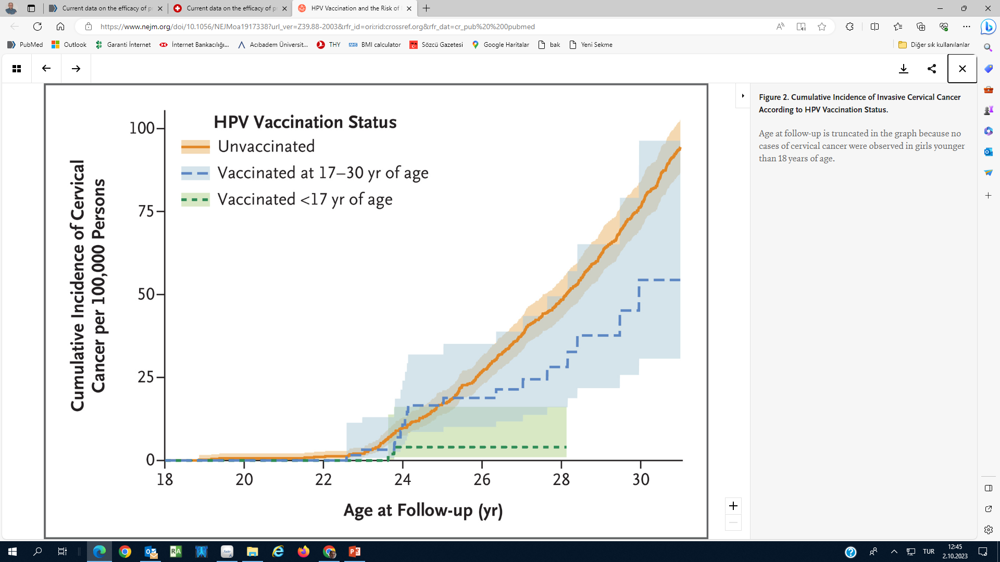 Current data on the efficacy of p
Current data on the efficacy of p
HPV Vaccination and the Risk of
https://www.nejm.org/doi/10.1056/NEJMoa1917338?url_ver=Z39.88-2003&rfr_id=ori:rid:crossref.org&rfr_dat=cr_pub%20%200pubmed
PubMed
Outlook
Garanti İnternet
İnternet Bankacılığı...
Acıbadem Üniversit...
THY
BMI calculator
Sözcü Gazetesi
Google Haritalar
bak
Yeni Sekme
Diğer sık kullanılanlar
HPV Vaccination Status
Unvaccinated
Vaccinated at 17–30 yr of age
Vaccinated <17 yr of age
Cumulative Incidence of Cervical
Cancer per 100,000 Persons
100
75
50
25
0
18 20 22 24 26 28 30
Age at Follow-up (yr)
Figure 2. Cumulative Incidence of Invasive Cervical Cancer
According to HPV Vaccination Status.
Age at follow-up is truncated in the graph because no
cases of cervical cancer were observed in girls younger
than 18 years of age.
TUR
12:45
2.10.2023